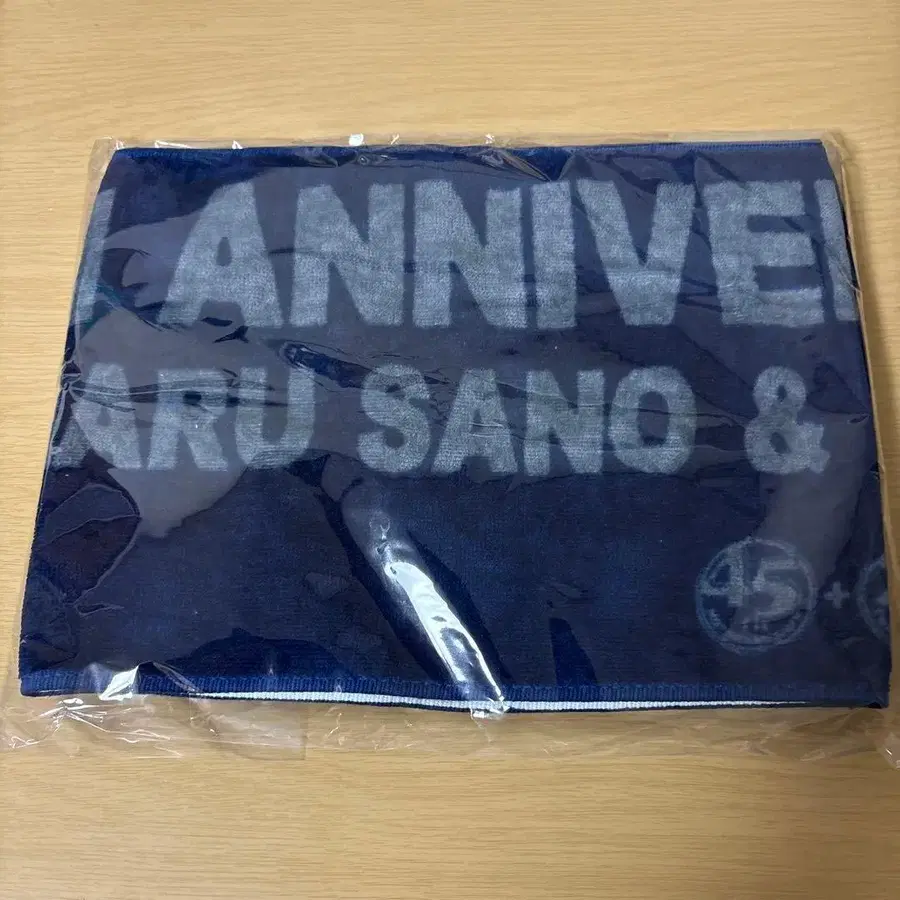 ANNIVE
ARU SANO &
45 +